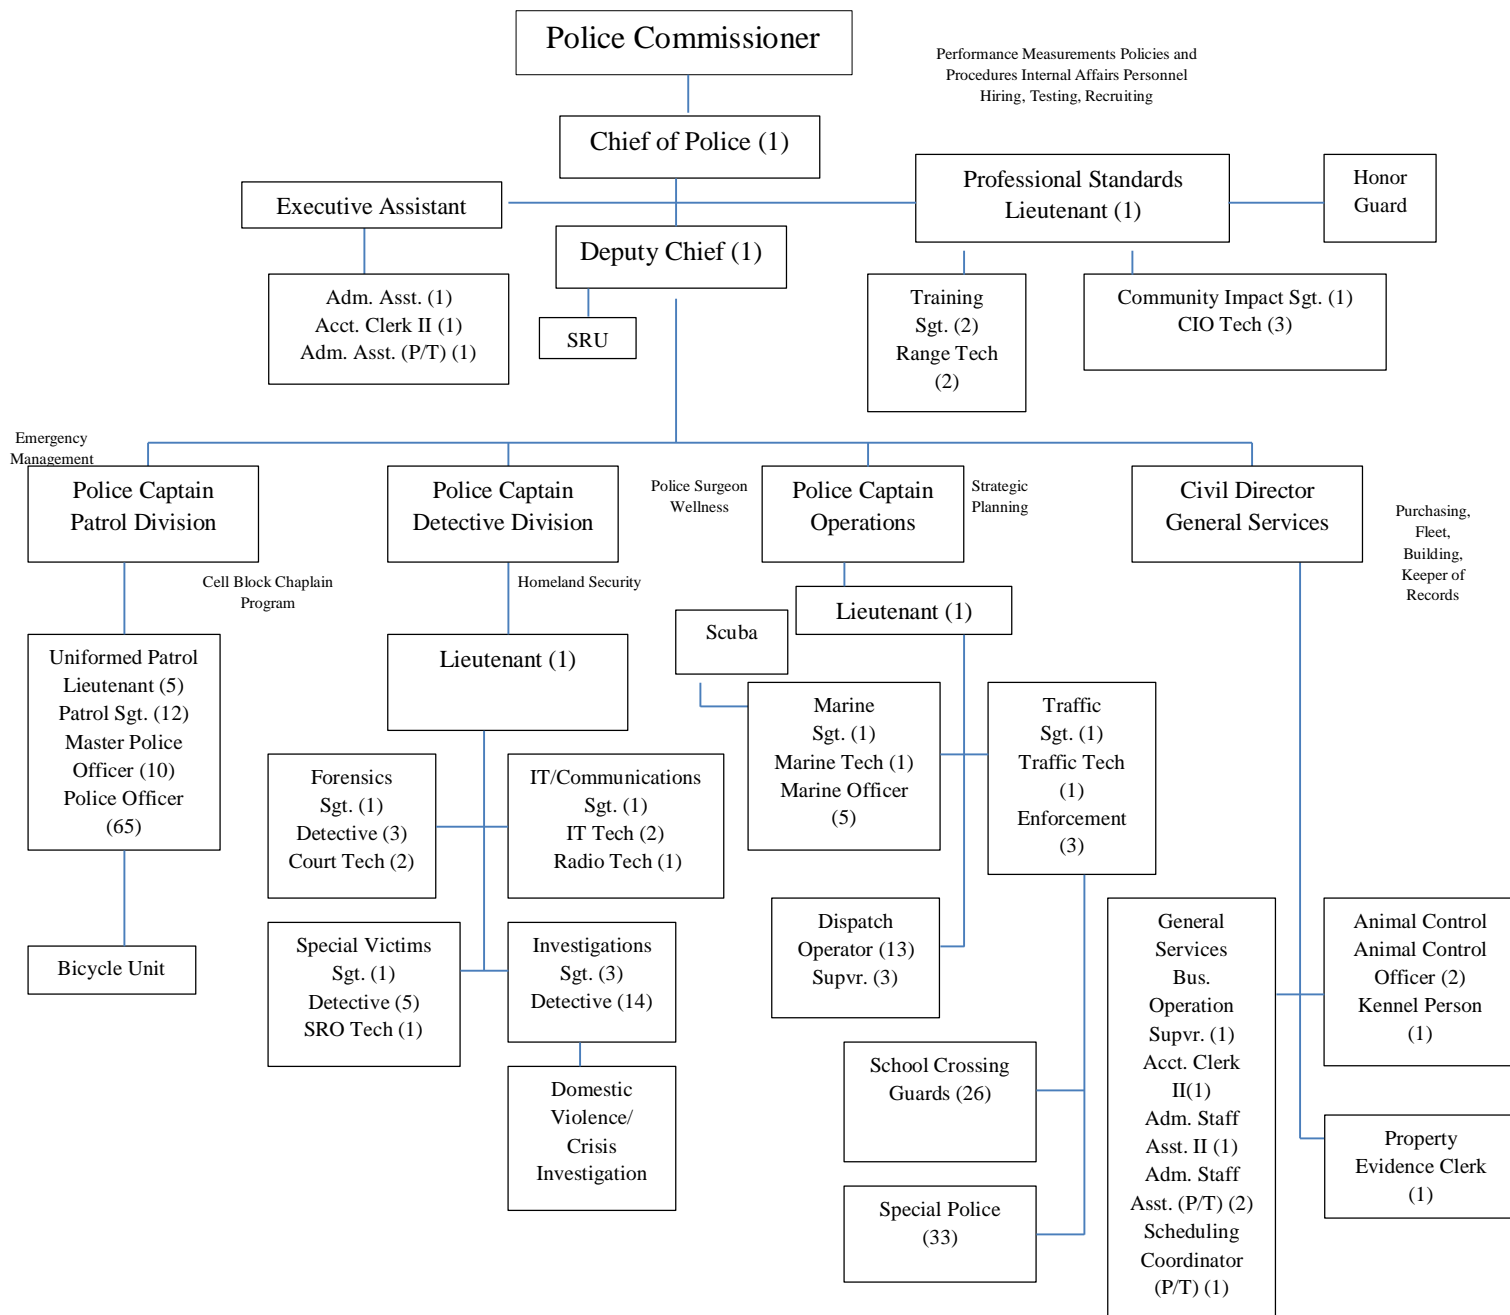 Police Commissioner
Performance Measurements Policies and
Procedures Internal Affairs Personnel
Hiring, Testing, Recruiting
Chief of Police (1)
Executive Assistant
Professional Standards
Lieutenant (1)
Honor
Guard
Deputy Chief (1)
Adm. Asst. (1)
Acct. Clerk II (1)
Adm. Asst. (P/T) (1)
SRU
Training
Sgt. (2)
Range Tech
(2)
Community Impact Sgt. (1)
CIO Tech (3)
Emergency
Management
Police Captain
Patrol Division
Police Captain
Detective Division
Police Surgeon
Wellness
Police Captain
Operations
Strategic
Planning
Civil Director
General Services
Purchasing,
Fleet,
Building,
Keeper of
Records
Cell Block Chaplain
Program
Homeland Security
Lieutenant (1)
Scuba
Uniformed Patrol
Lieutenant (5)
Patrol Sgt. (12)
Master Police
Officer (10)
Police Officer
(65)
Lieutenant (1)
Marine
Sgt. (1)
Marine Tech (1)
Marine Officer
(5)
Traffic
Sgt. (1)
Traffic Tech
(1)
Enforcement
(3)
Forensics
Sgt. (1)
Detective (3)
Court Tech (2)
IT/Communications
Sgt. (1)
IT Tech (2)
Radio Tech (1)
Bicycle Unit
Special Victims
Sgt. (1)
Detective (5)
SRO Tech (1)
Investigations
Sgt. (3)
Detective (14)
Dispatch
Operator (13)
Supvr. (3)
General
Services
Bus.
Operation
Supvr. (1)
Acct. Clerk
II(1)
Adm. Staff
Asst. II (1)
Adm. Staff
Asst. (P/T) (2)
Scheduling
Coordinator
(P/T) (1)
Animal Control
Animal Control
Officer (2)
Kennel Person
(1)
Domestic
Violence/
Crisis
Investigation
School Crossing
Guards (26)
Property
Evidence Clerk
(1)
Special Police
(33)